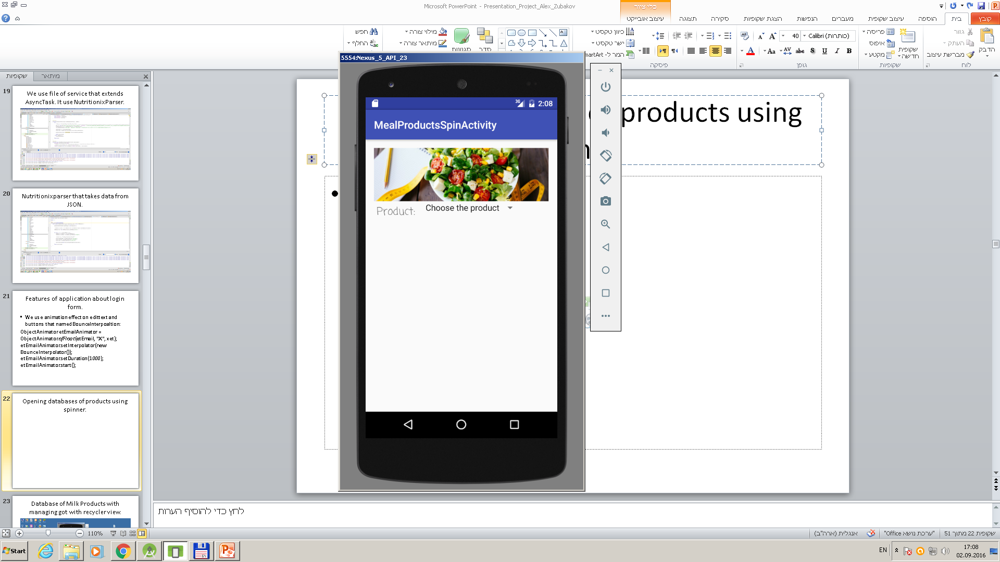 Microsoft PowerPoint - Presentation_Project_Alex_Zubakov
כלי ציור
קובץ
בית
הוספה
עיצוב שקופית
מעברים
הנפשות
הצגת שקופיות
סקירה
תצוגה
עיצוב אובייקט
הדבק
גזור
העתק
מברשת עיצוב
לוח
שקופית חדשה
פריסה
איפוס
מקטע
שקופיות
Calibri (כותרות)
40
גופן
פיסקה
כיוון טקסט
ישר טקסט
המר ל- martArt
סדר
סגנונות
מילוי צורה
מיתאר צורה
חפש
החלף
שקופיות
מיתאר
19
We use file of service that extends
AsyncTask. It use NutritionixParser.
20
Nutritionixparser that takes data from
JSON.
21
Features of application about login
form.
• We use animation effect on edittext and
buttons that named BounceInterpoaltion:
ObjectAnimator etEmailAnimator =
ObjectAnimator.ofFloat(etEmail, "X", xet);
etEmailAnimator.setInterpolator(new
BounceInterpolator());
etEmailAnimator.setDuration(1000);
etEmailAnimator.start();
22
Opening databases of products using
spinner.
23
Database of Milk Products with
managing got with recyclerview.
products using
5554:Nexus_5_API_23
3G
2:08
MealProductsSpinActivity
Product:
Choose the product
לחץ כדי להוסיף הערות
110%
אנגלית (ארה"ב)
"ערכת נושא Office"
שקופית 22 מתוך 51
Start
EN
17:08
02.09.2016